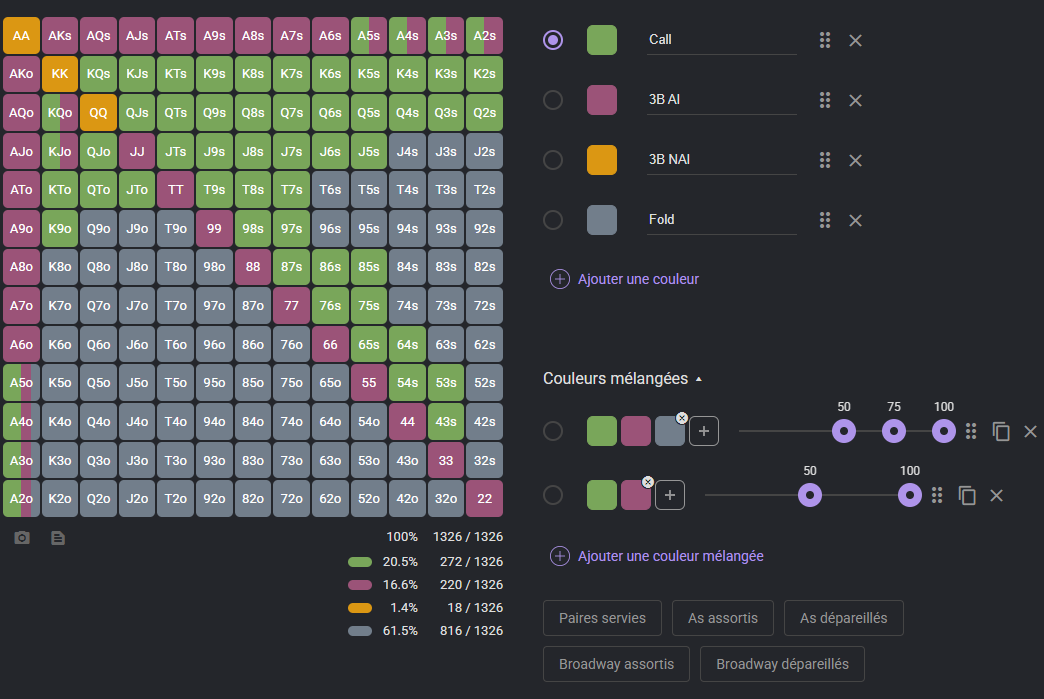 AA AKs AQs AJs ATs A9s A8s A7s A6s A5s A4s A3s A2s
AKo KK KQs KJs KTs K9s K8s K7s K6s K5s K4s K3s K2s
AQo KQo QQ QJs QTs Q9s Q8s Q7s Q6s Q5s Q4s Q3s Q2s
AJo KJo QJo JJ JTs J9s J8s J7s J6s J5s J4s J3s J2s
ATo KTo QTo JTo TT T9s T8s T7s T6s T5s T4s T3s T2s
A9o K9o Q9o J9o T9o 99 98s 97s 96s 95s 94s 93s 92s
A8o K8o Q8o J8o T8o 98o 88 87s 86s 85s 84s 83s 82s
A7o K7o Q7o J7o T7o 97o 87o 77 76s 75s 74s 73s 72s
A6o K6o Q6o J6o T6o 96o 86o 76o 66 65s 64s 63s 62s
A5o K5o Q5o J5o T5o 95o 85o 75o 65o 55 54s 53s 52s
A4o K4o Q4o J4o T4o 94o 84o 74o 64o 54o 44 43s 42s
A3o K3o Q3o J3o T3o 93o 83o 73o 63o 53o 43o 33 32s
A2o K2o Q2o J2o T2o 92o 82o 72o 62o 52o 42o 32o 22
100% 1326 / 1326
20.5% 272 / 1326
16.6% 220 / 1326
1.4% 18 / 1326
61.5% 816 / 1326
Call
3B AI
3B NAI
Fold
Ajouter une couleur
Couleurs mélangées
50 75 100
50 100
Ajouter une couleur mélangée
Paires servies As assortis As dépareillés
Broadway assortis Broadway dépareillés